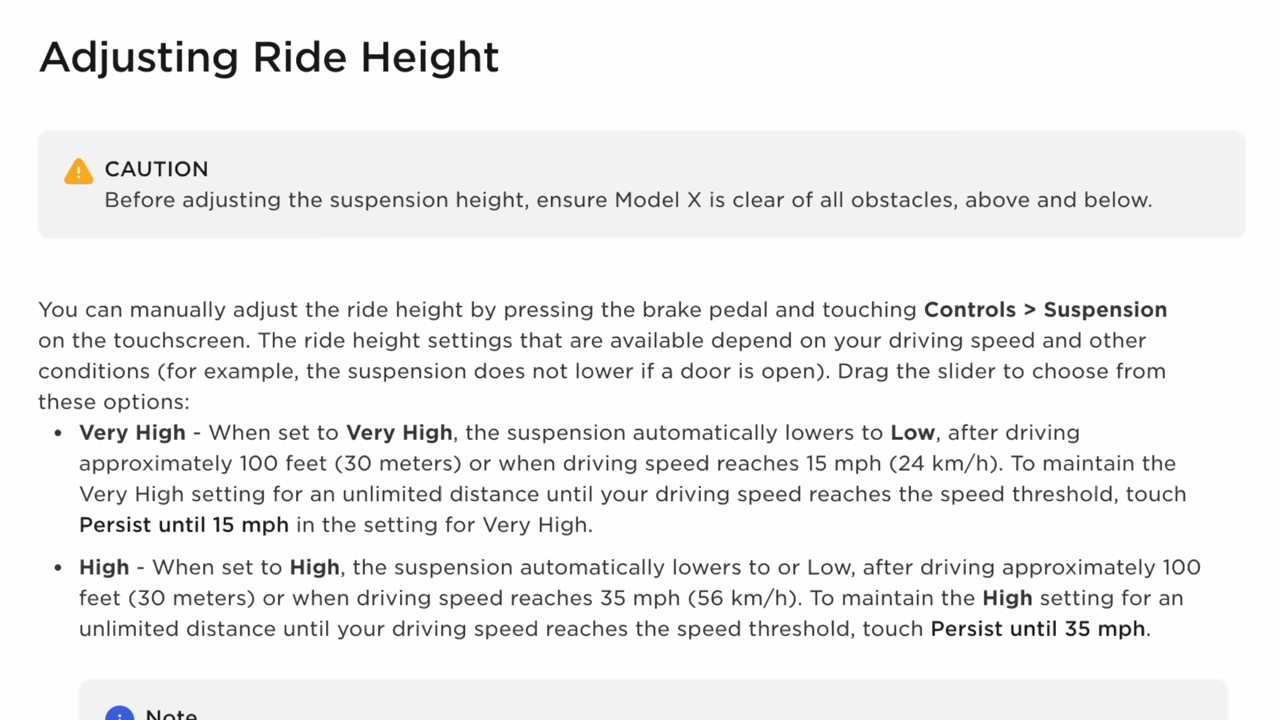 Adjusting Ride Height
CAUTION
Before adjusting the suspension height, ensure Model X is clear of all obstacles, above and below.
You can manually adjust the ride height by pressing the brake pedal and touching Controls > Suspension
on the touchscreen. The ride height settings that are available depend on your driving speed and other
conditions (for example, the suspension does not lower if a door is open). Drag the slider to choose from
these options:
• Very High - When set to Very High, the suspension automatically lowers to Low, after driving
approximately 100 feet (30 meters) or when driving speed reaches 15 mph (24 km/h). To maintain the
Very High setting for an unlimited distance until your driving speed reaches the speed threshold, touch
Persist until 15 mph in the setting for Very High.
• High - When set to High, the suspension automatically lowers to or Low, after driving approximately 100
feet (30 meters) or when driving speed reaches 35 mph (56 km/h). To maintain the High setting for an
unlimited distance until your driving speed reaches the speed threshold, touch Persist until 35 mph.
Note